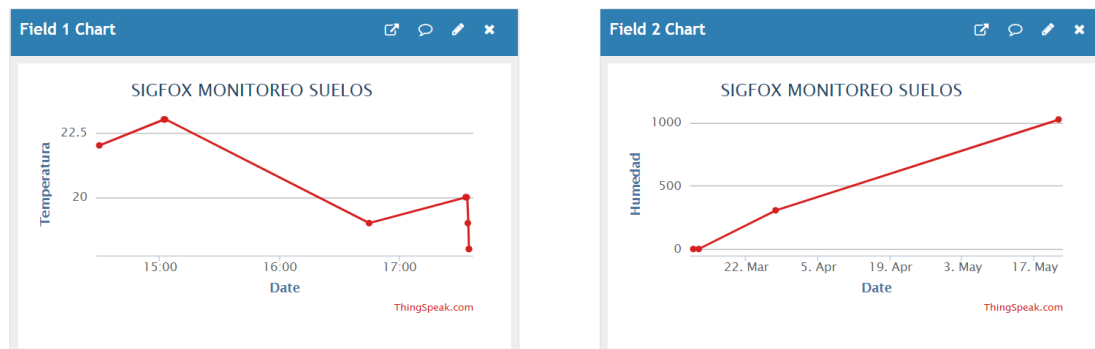 Field 1 Chart
SIGFOX MONITOREO SUELOS
Temperatura
22.5
20
15:00 16:00 17:00
Date
ThingSpeak.com
Field 2 Chart
SIGFOX MONITOREO SUELOS
Humedad
1000
500
0
22. Mar 5. Apr 19. Apr 3. May 17. May
Date
ThingSpeak.com